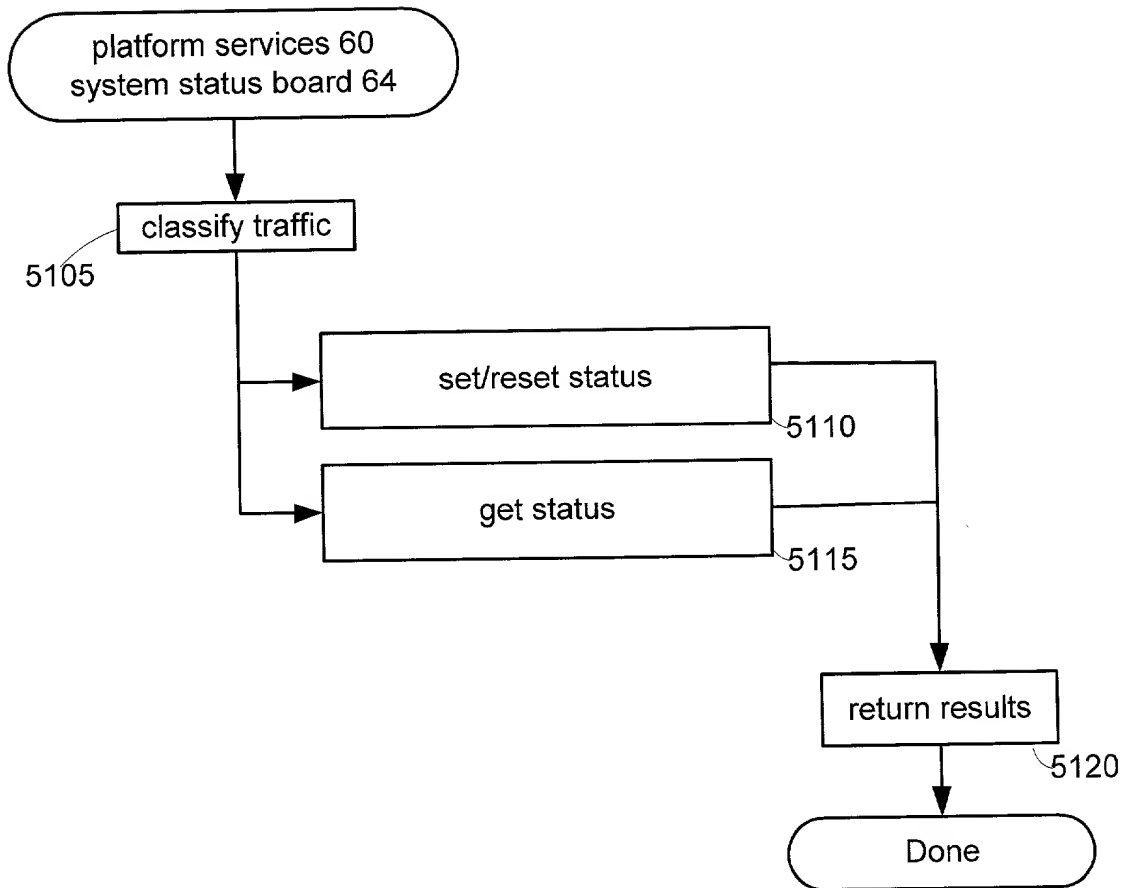 platform services 60
system status board 64
classify traffic
5105
set/reset status
5110
get status
5115
return results
5120
Done